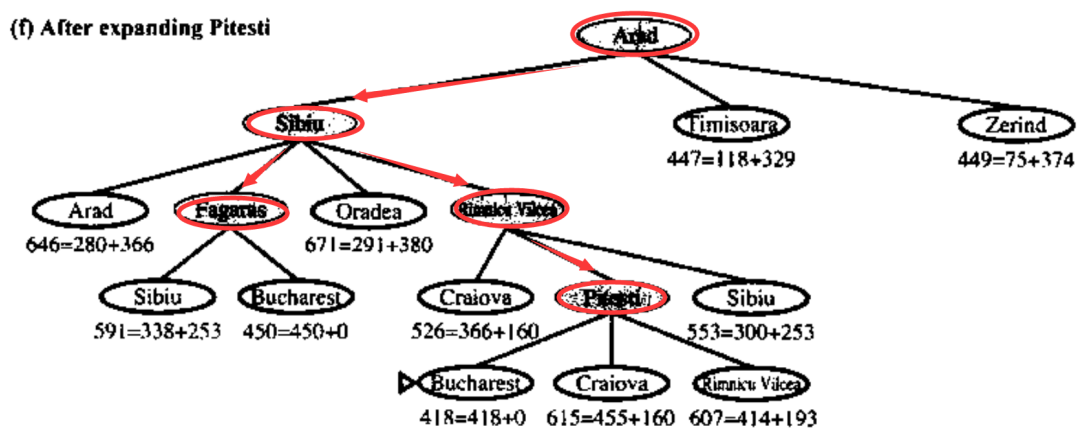 (f) After expanding Pitesti
Arad
Sibiu
Timisoara
Zerind
447=118+329
449=75+374
Arad
Fagaras
Oradea
Rimnicu Vilcea
646=280+366
671=291+380
Sibiu
Bucharest
Craiova
Pitesti
Sibiu
591=338+253
450=450+0
526=366+160
553=300+253
Bucharest
Craiova
Rimnicu Vilcea
418=418+0
615=455+160
607=414+193